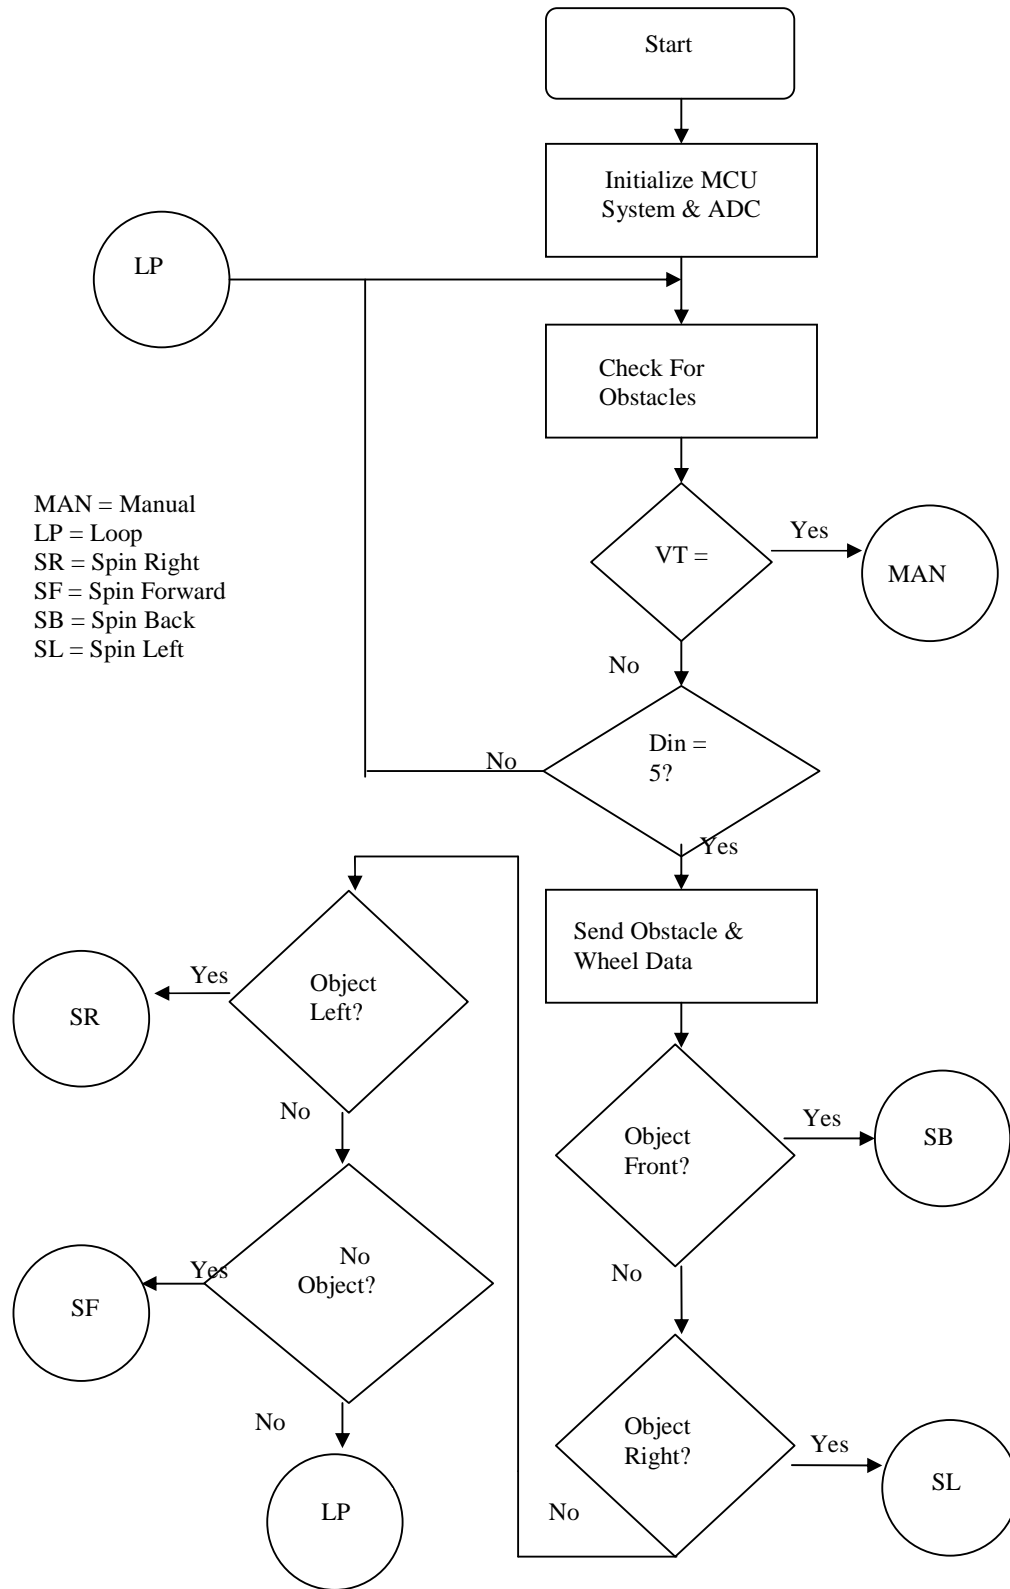 Start
Initialize MCU
System & ADC
LP
Check For
Obstacles
MAN = Manual
LP = Loop
SR = Spin Right
SF = Spin Forward
SB = Spin Back
SL = Spin Left
VT =
Yes
MAN
No
Din =
5?
No
Yes
Send Obstacle &
Wheel Data
Object
Left?
Yes
SR
No
Object
Front?
Yes
SB
No
No
Object?
Yes
SF
No
LP
Object
Right?
Yes
SL
No